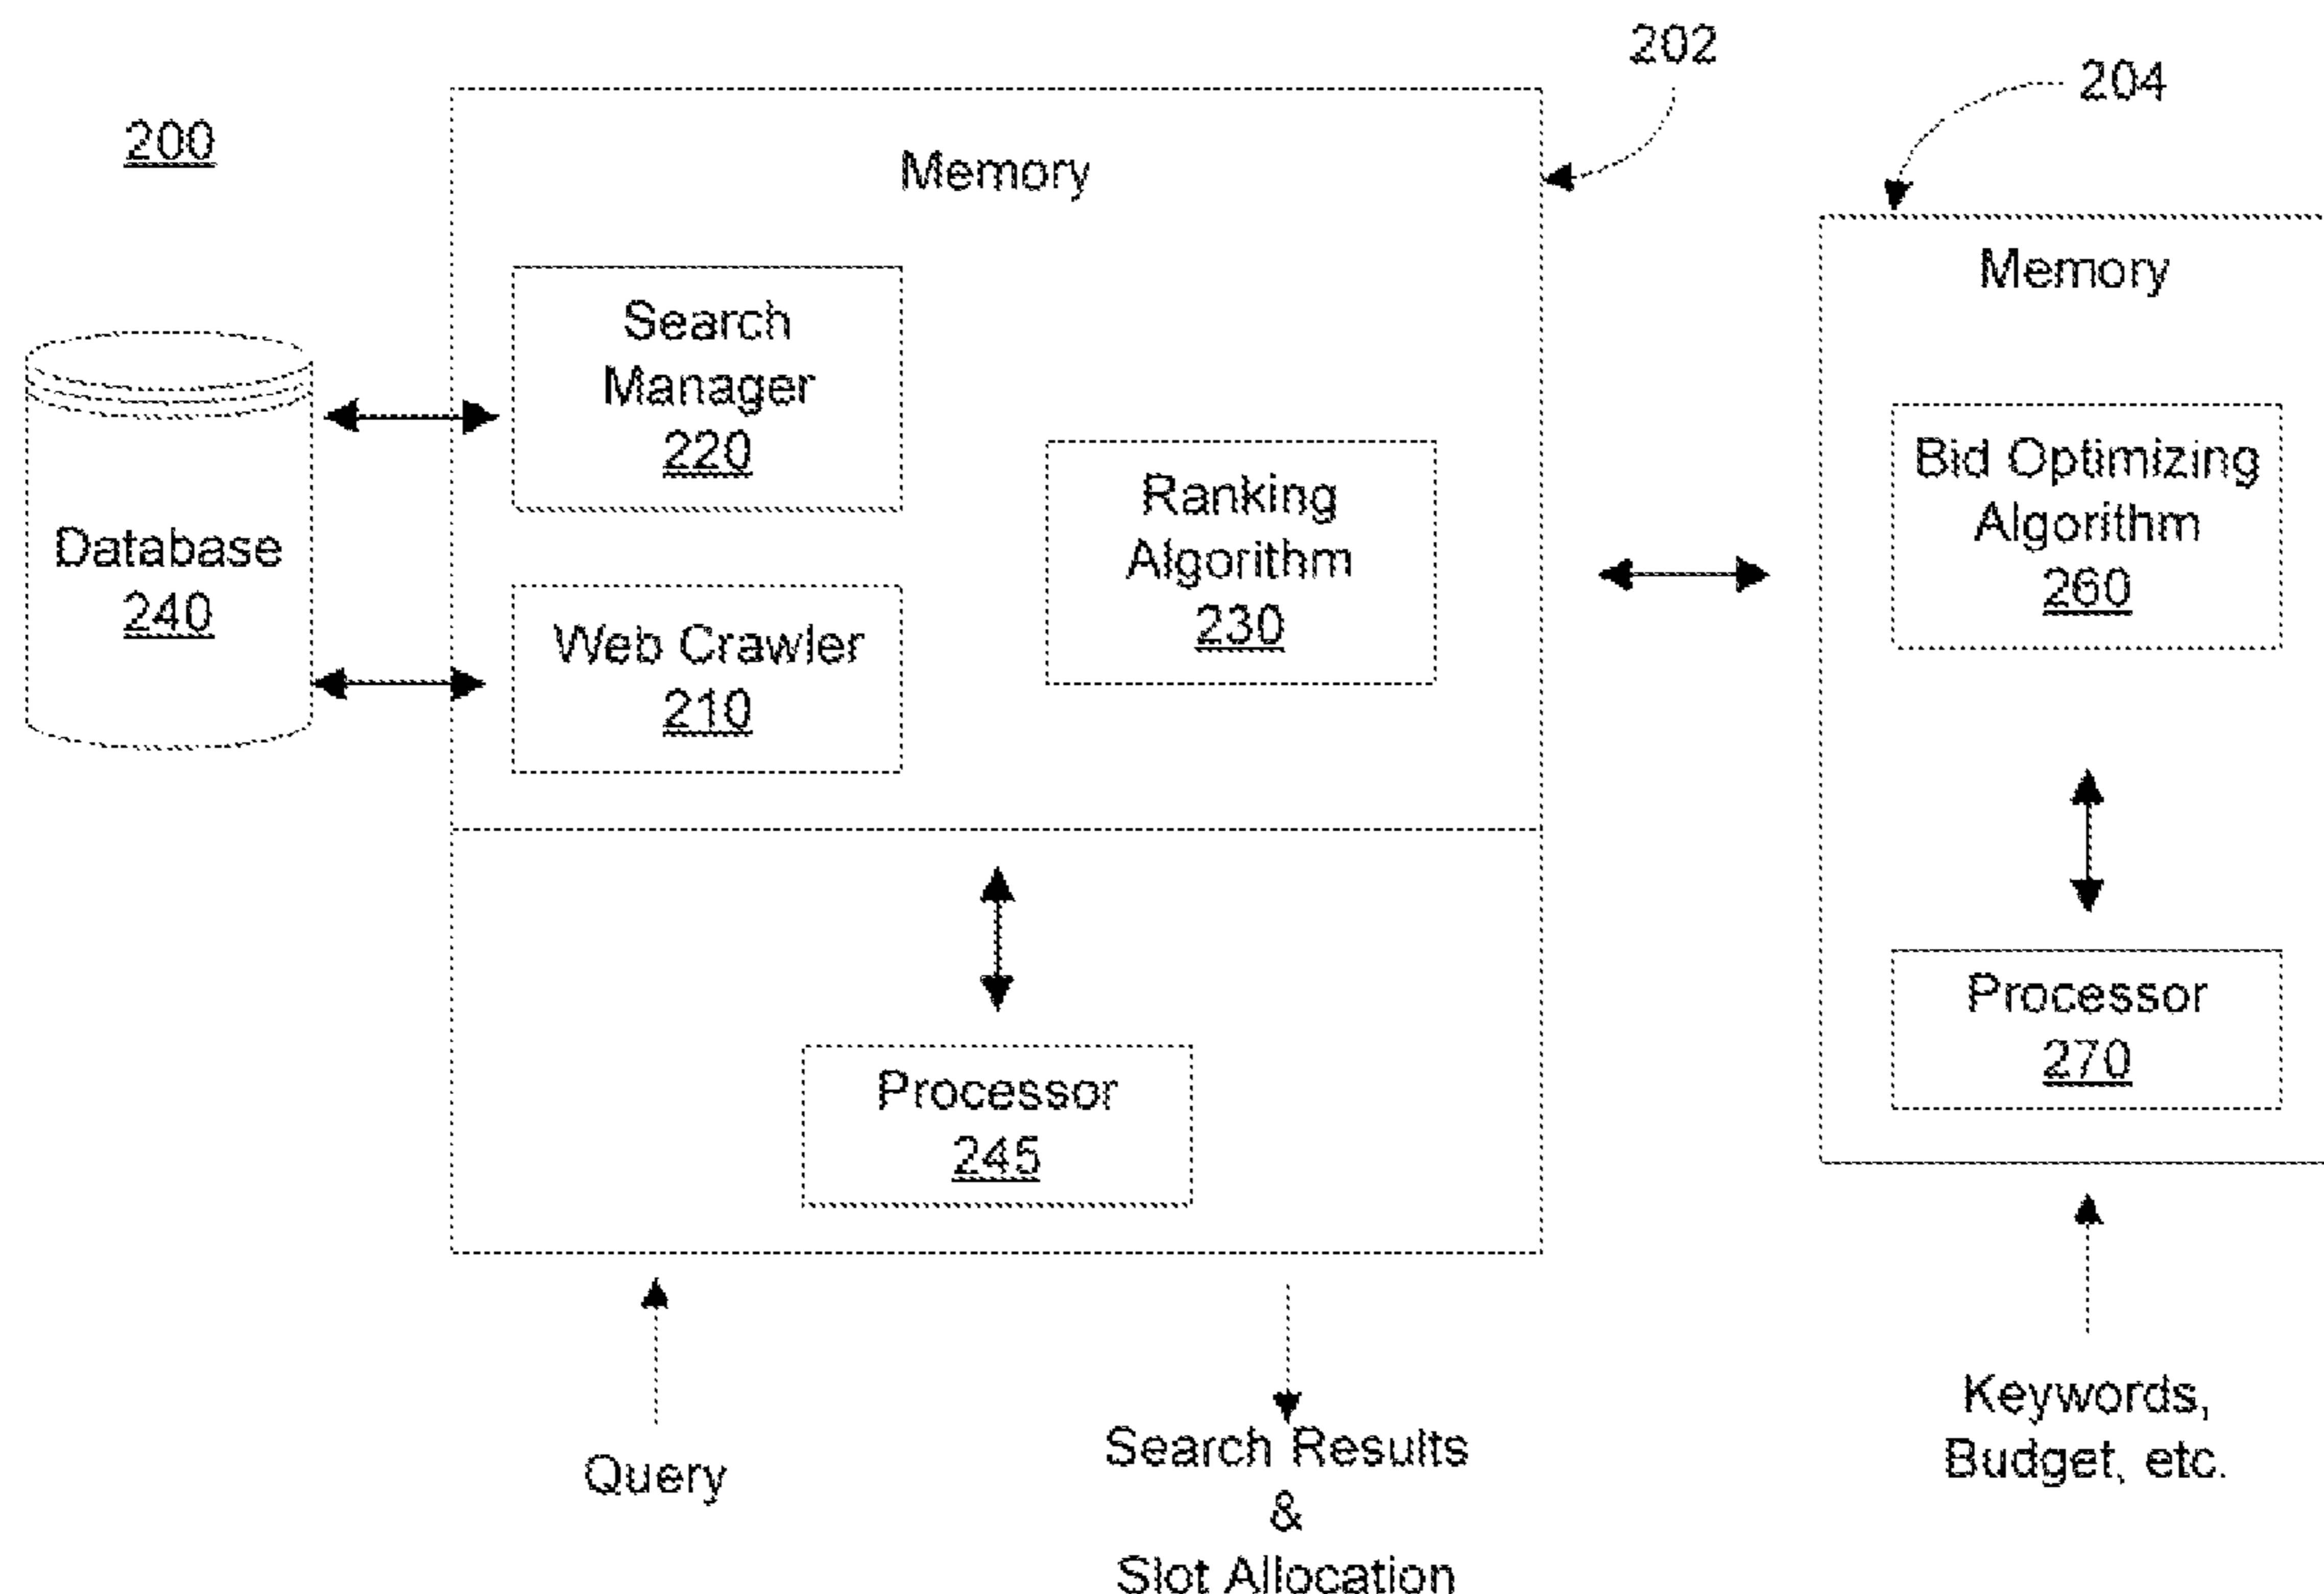 202
204
200
Memory
Memory
Search
Manager
220
Database
240
Web Crawler
210
Ranking
Algorithm
230
Bid Optimizing
Algorithm
260
Processor
245
Processor
270
Query
Search Results
&
Slot Allocation
Keywords,
Budget, etc.